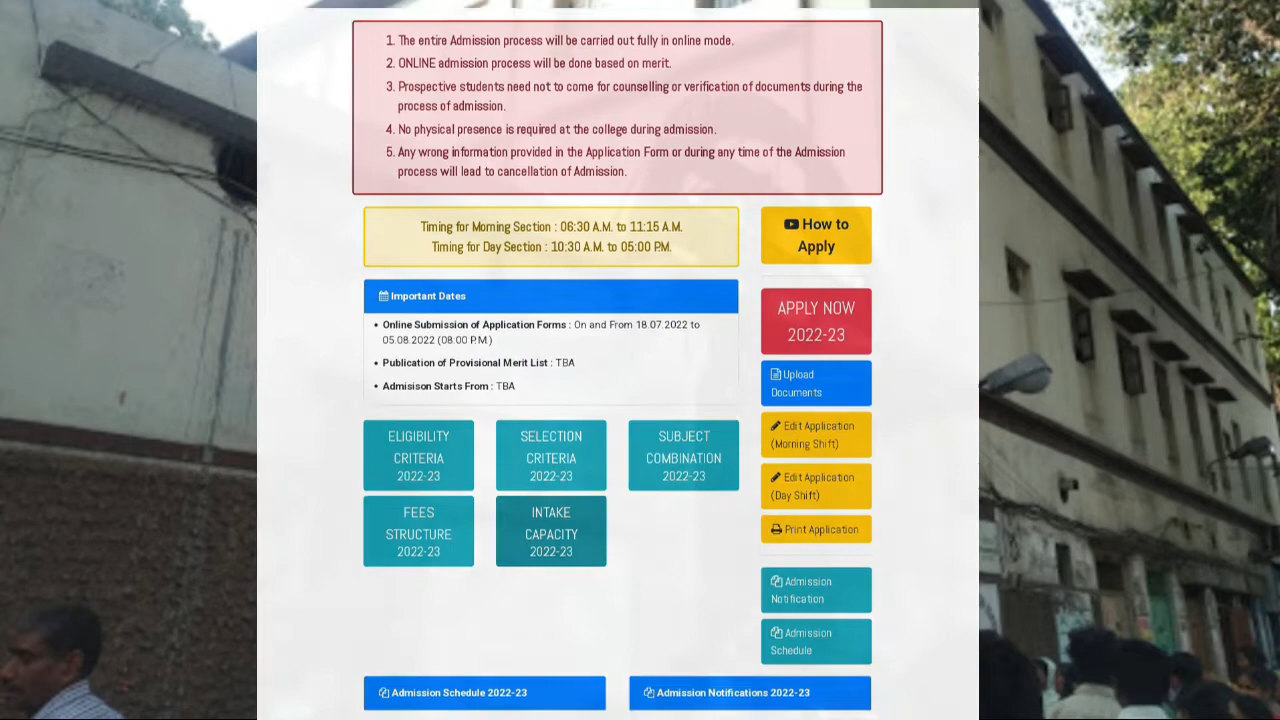 1. The entire Admission process will be carried out fully in online mode.
2. ONLINE admission process will be done based on merit.
3. Prospective students need not to come for counselling or verification of documents during the
process of admission.
4. No physical presence is required at the college during admission.
5. Any wrong information provided in the Application Form or during any time of the Admission
process will lead to cancellation of Admission.
Timing for Morning Section : 06:30 A.M. to 11:15 A.M.
Timing for Day Section : 10:30 A.M. to 05:00 P.M.
How to
Apply
Important Dates
• Online Submission of Application Forms : On and From 18.07.2022 to
05.08.2022 (08:00 P.M.)
• Publication of Provisional Merit List : TBA
• Admisison Starts From : TBA
APPLY NOW
2022-23
Upload
Documents
Edit Application
(Morning Shift)
Edit Application
(Day Shift)
Print Application
ELIGIBILITY
CRITERIA
2022-23
SELECTION
CRITERIA
2022-23
SUBJECT
COMBINATION
2022-23
FEES
STRUCTURE
2022-23
INTAKE
CAPACITY
2022-23
Admission
Notification
Admission
Schedule
Admission Schedule 2022-23
Admission Notifications 2022-23